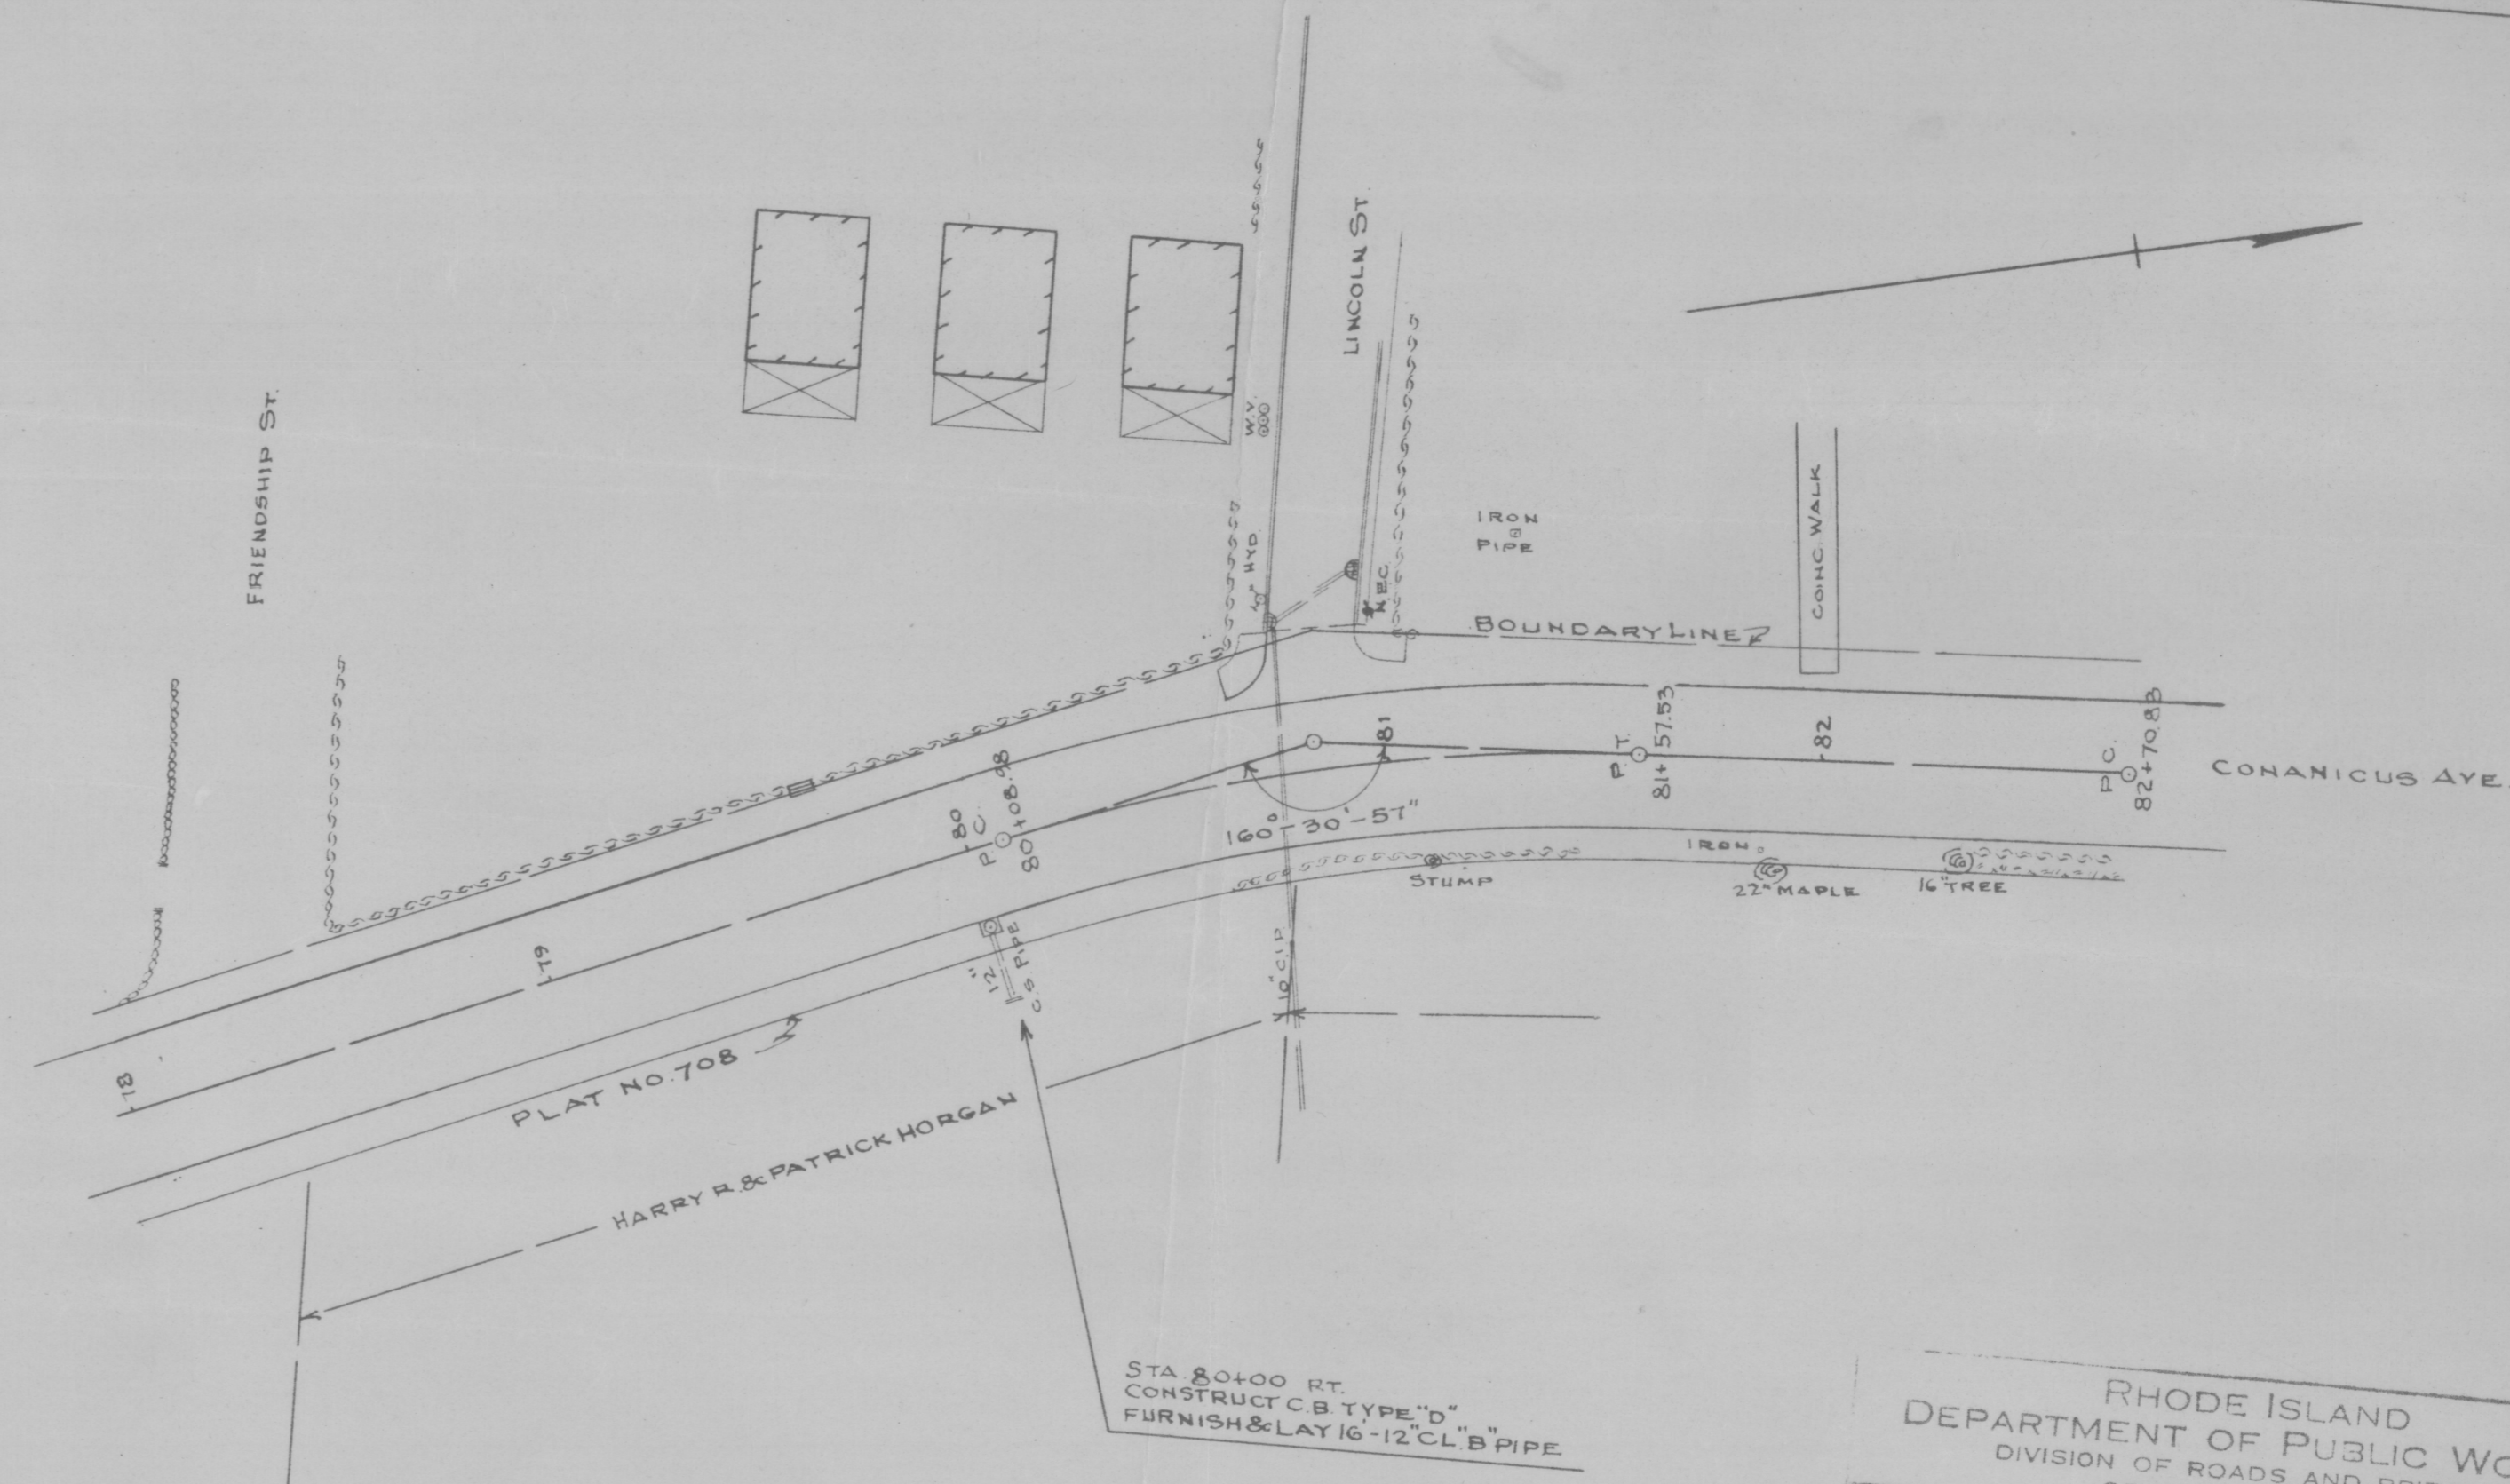 FRIENDSHIP ST.
LINCOLN ST.
W.V.
HYD.
N.E.C.
IRON
PIPE
CONC. WALK
BOUNDARY LINE
81
82
P.T.
81+57.53
P.C.
82+70.83
CONANICUS AVE.
80
P.C.
80+08.98
160°-30'-57"
IRON
STUMP
22" MAPLE
16" TREE
79
78
12"
C.S. PIPE
10" C.I.P.
PLAT NO. 708
HARRY R. & PATRICK HORGAN
STA. 80+00 RT.
CONSTRUCT C.B. TYPE "D"
FURNISH & LAY 16'-12" CL. "B" PIPE
RHODE ISLAND
DEPARTMENT OF PUBLIC WO
DIVISION OF ROADS AND